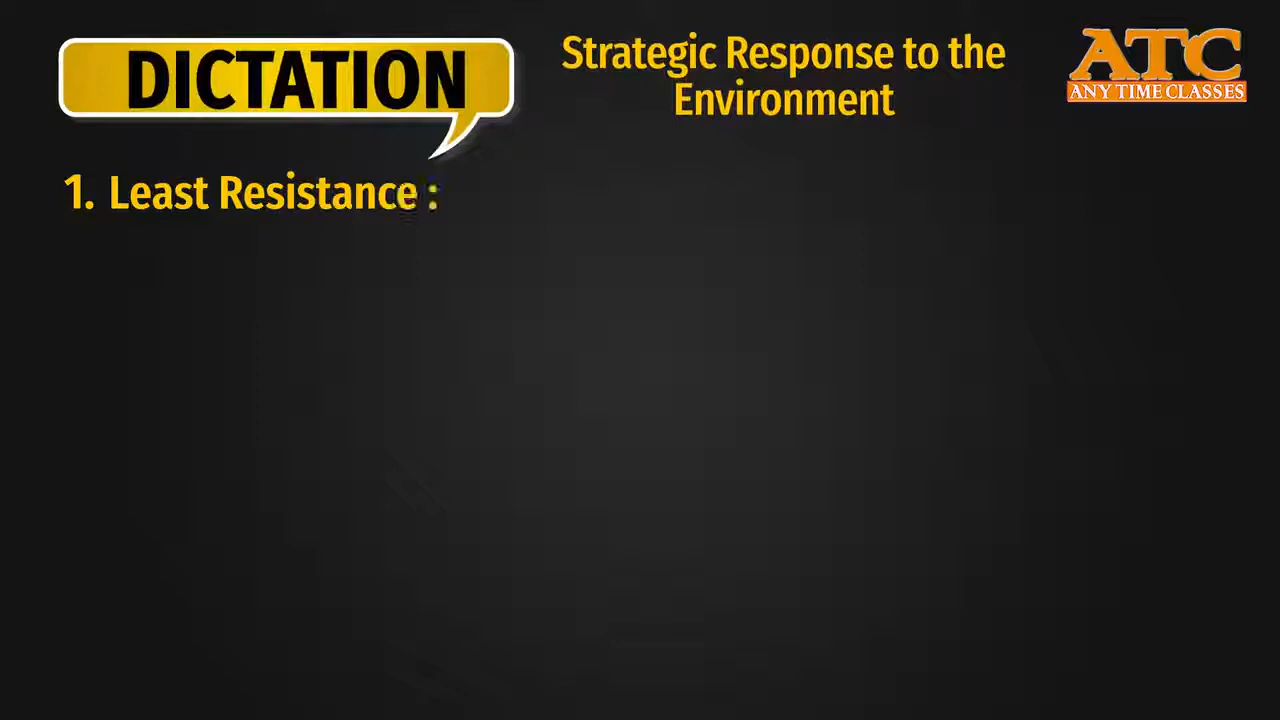 DICTATION
Strategic Response to the
Environment
ATC
ANY TIME CLASSES
1. Least Resistance :